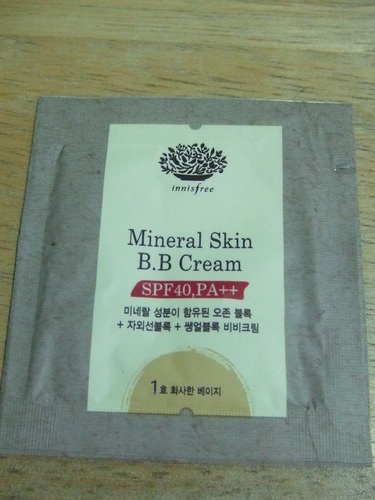 innisfree
Mineral Skin
B.B Cream
SPF40,PA++
미네랄 성분이 함유된 오존 블록
+ 자외선블록 + 쌩얼블록 비비크림
1호 화사한 베이지